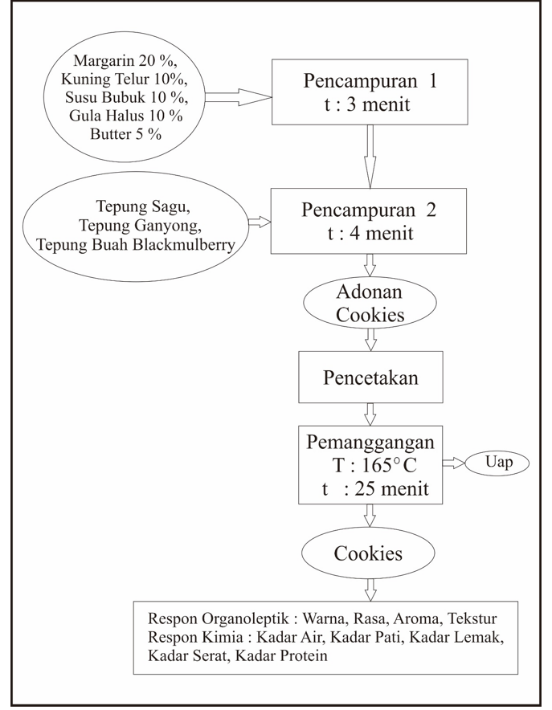 Margarin 20 %,
Kuning Telur 10%,
Susu Bubuk 10 %,
Gula Halus 10 %
Butter 5 %
Pencampuran 1
t : 3 menit
Tepung Sagu,
Tepung Ganyong,
Tepung Buah Blackmulberry
Pencampuran 2
t : 4 menit
Adonan
Cookies
Pencetakan
Pemanggangan
T : 165°C
t : 25 menit
Uap
Cookies
Respon Organoleptik : Warna, Rasa, Aroma, Tekstur
Respon Kimia : Kadar Air, Kadar Pati, Kadar Lemak,
Kadar Serat, Kadar Protein